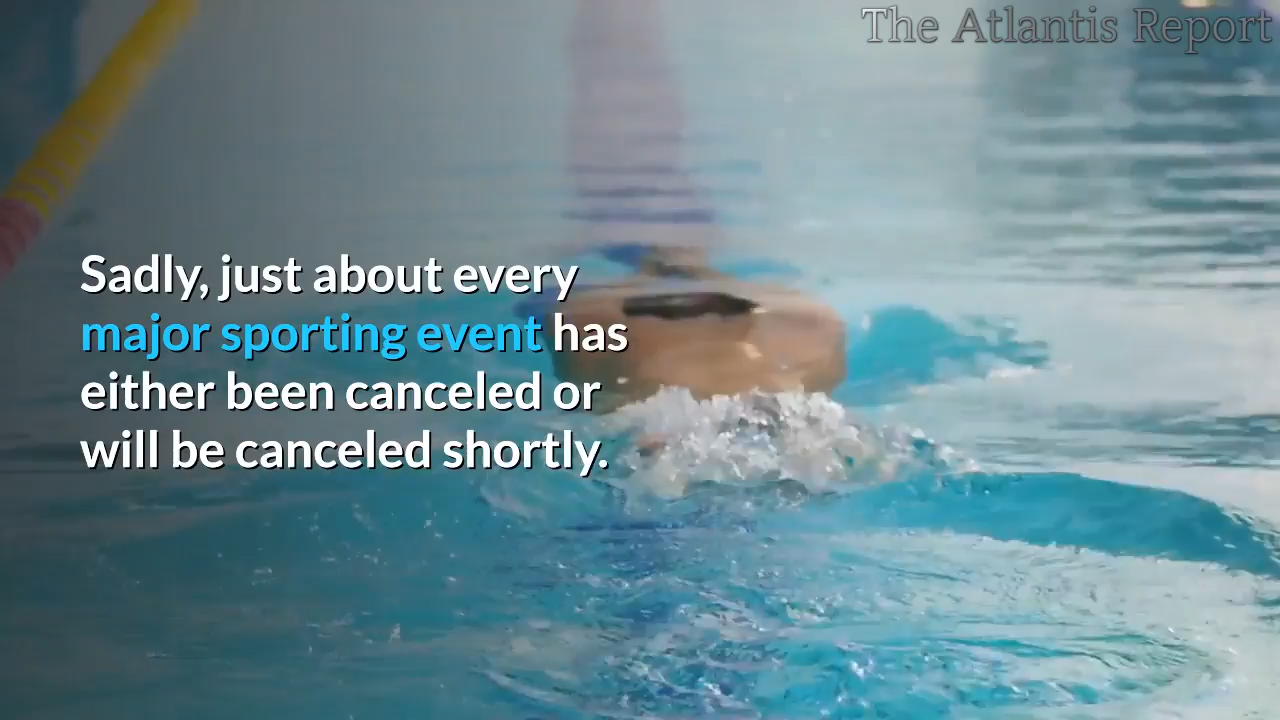 The Atlantis Report
Sadly, just about every
major sporting event has
either been canceled or
will be canceled shortly.